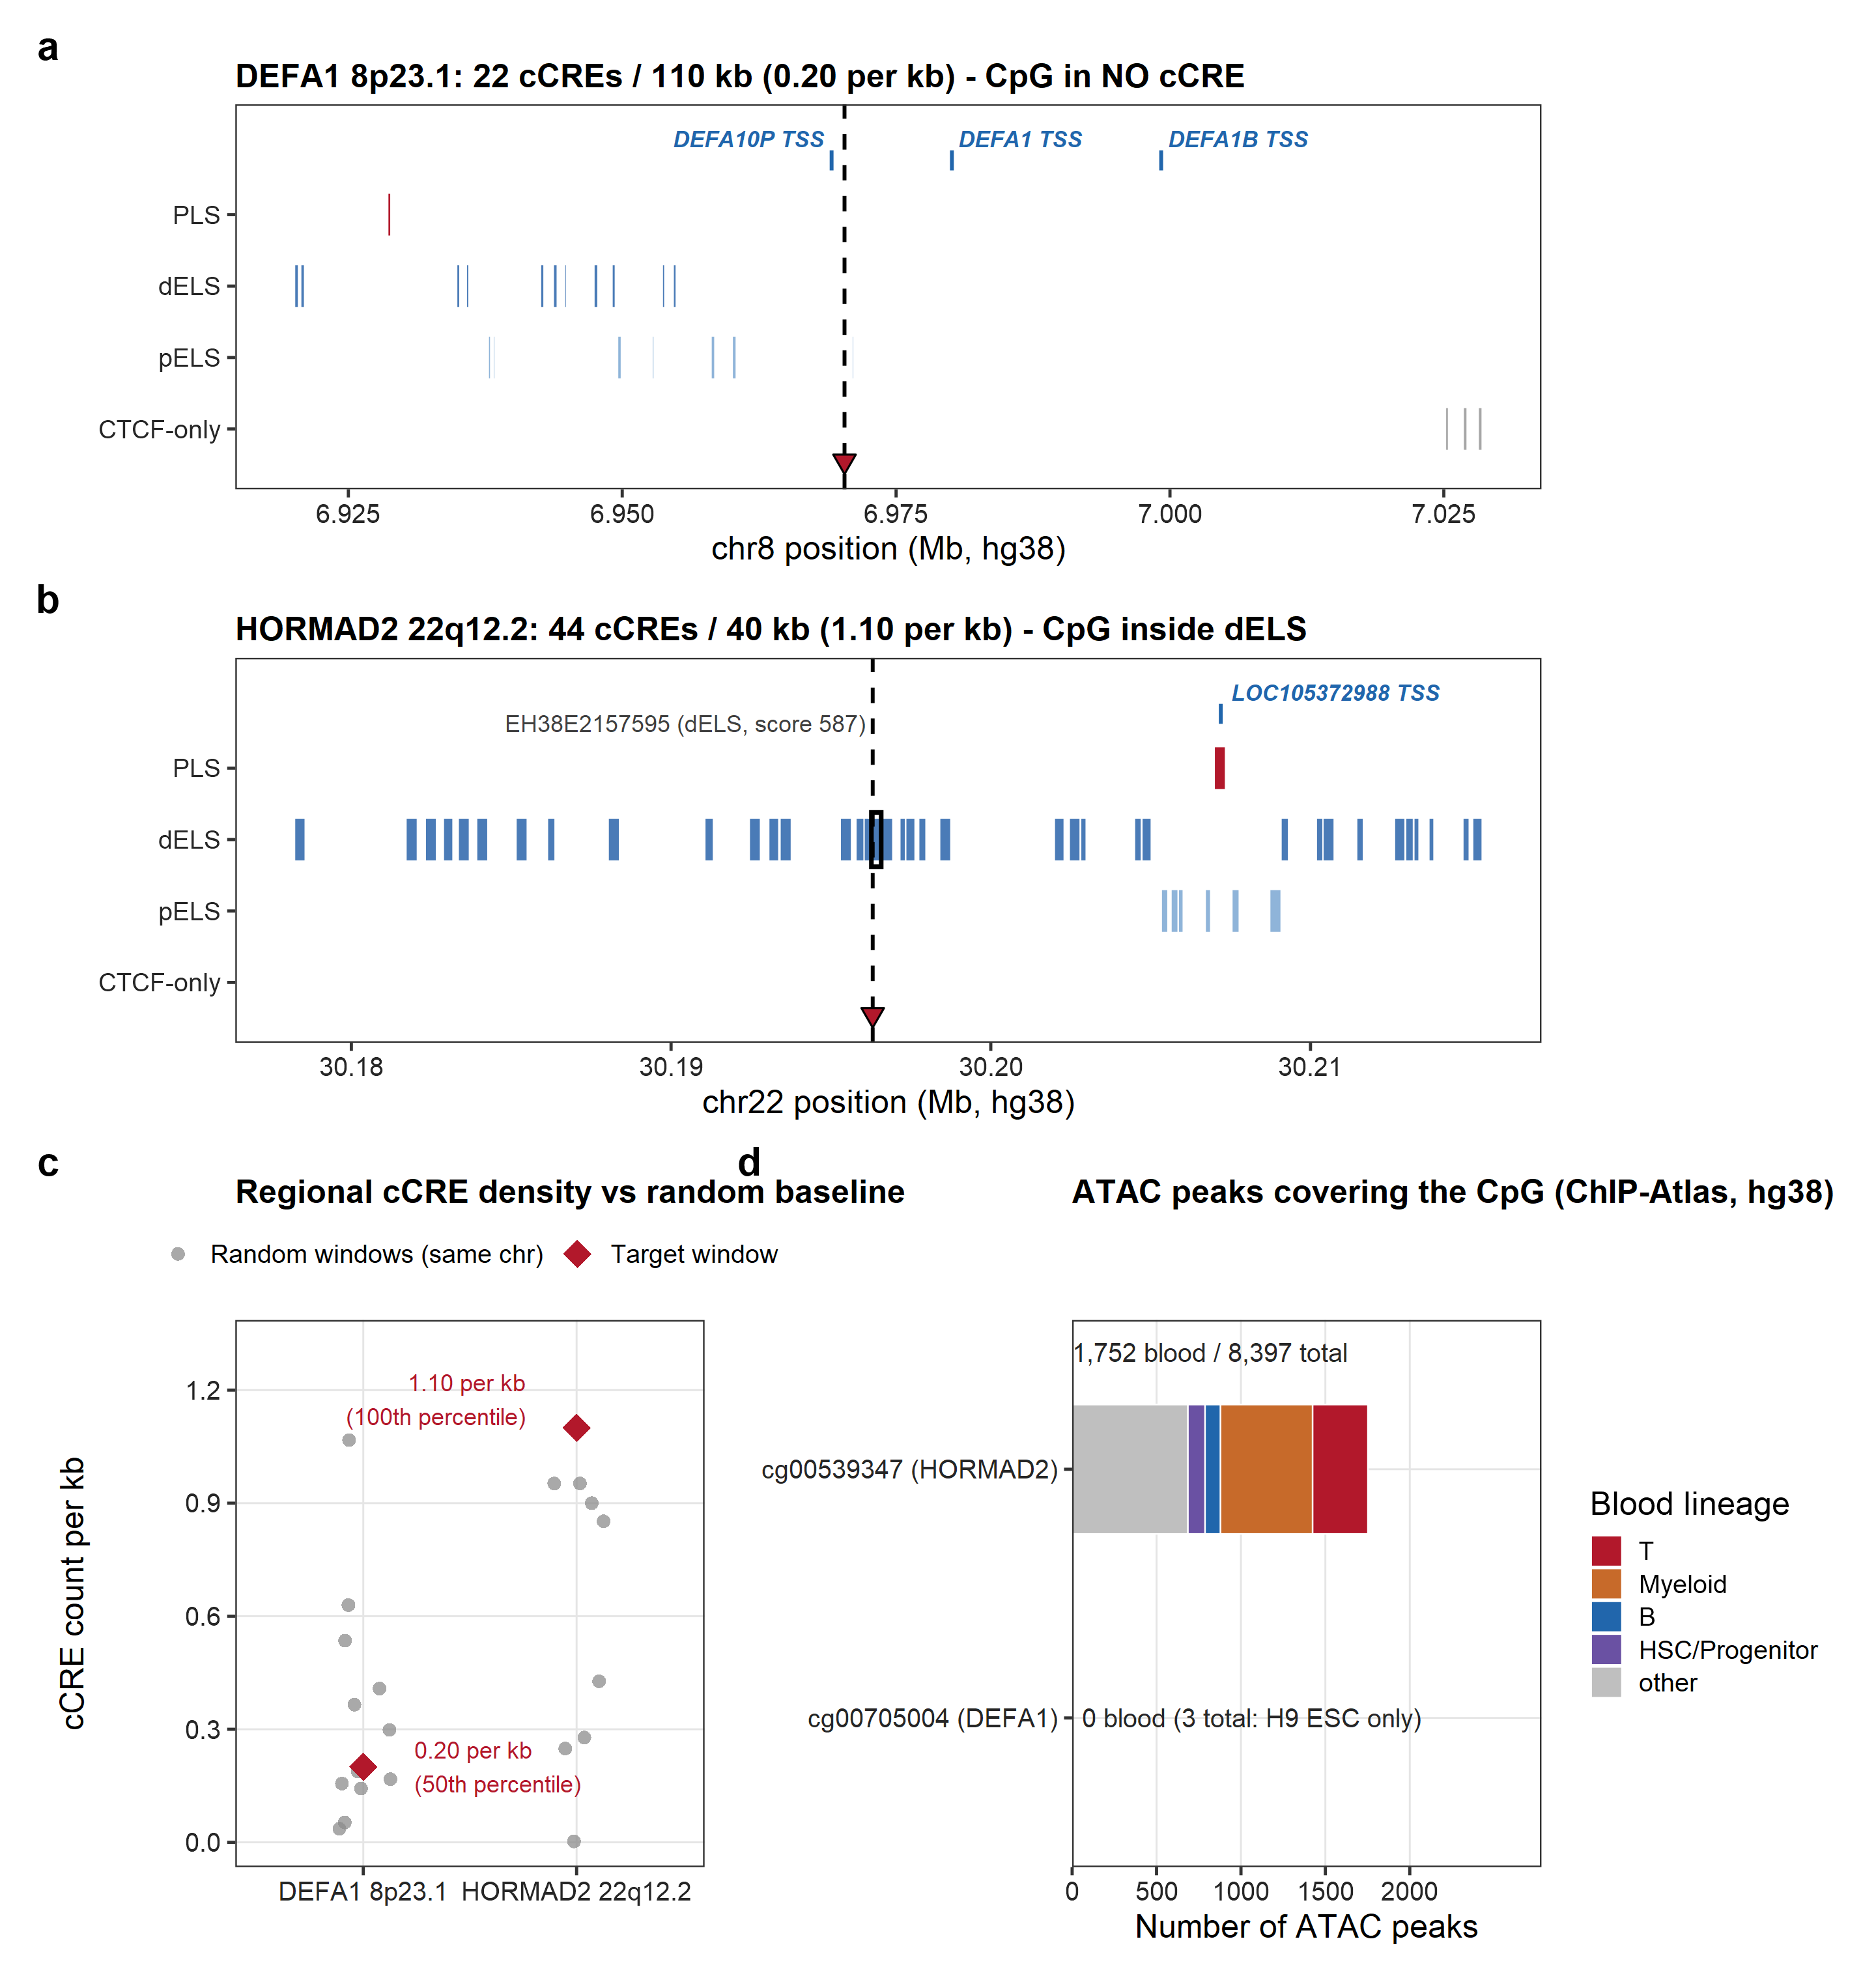 a
DEFA1 8p23.1: 22 cCREs / 110 kb (0.20 per kb) - CpG in NO cCRE
DEFA10P TSS
DEFA1 TSS
DEFA1B TSS
PLS
dELS
pELS
CTCF-only
6.925
6.950
6.975
7.000
7.025
chr8 position (Mb, hg38)
b
HORMAD2 22q12.2: 44 cCREs / 40 kb (1.10 per kb) - CpG inside dELS
LOC105372988 TSS
EH38E2157595 (dELS, score 587)
PLS
dELS
pELS
CTCF-only
30.18
30.19
30.20
30.21
chr22 position (Mb, hg38)
c
Regional cCRE density vs random baseline
Random windows (same chr)
Target window
cCRE count per kb
1.2
0.9
0.6
0.3
0.0
1.10 per kb
(100th percentile)
0.20 per kb
(50th percentile)
DEFA1 8p23.1
HORMAD2 22q12.2
d
ATAC peaks covering the CpG (ChIP-Atlas, hg38)
1,752 blood / 8,397 total
cg00539347 (HORMAD2)
cg00705004 (DEFA1)
0 blood (3 total: H9 ESC only)
0
500
1000
1500
2000
Number of ATAC peaks
Blood lineage
T
Myeloid
B
HSC/Progenitor
other